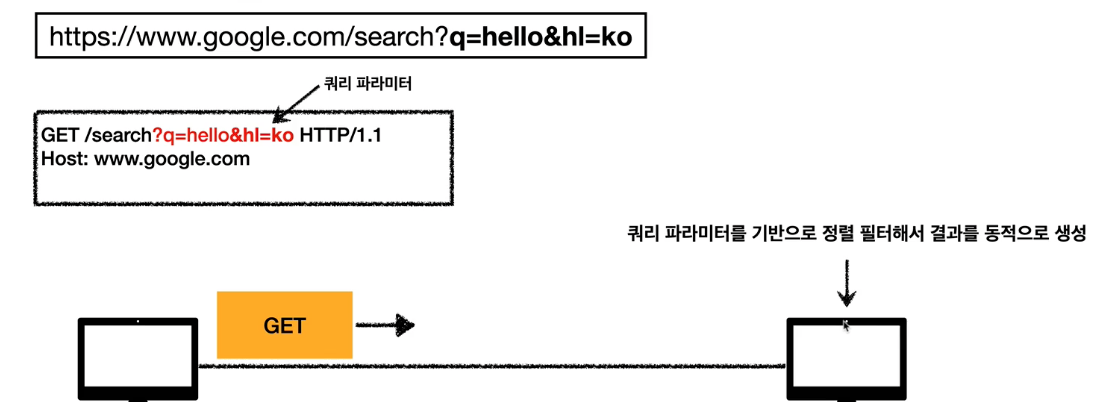 https://www.google.com/search?q=hello&hl=ko
쿼리 파라미터
GET /search?q=hello&hl=ko HTTP/1.1
Host: www.google.com
쿼리 파라미터를 기반으로 정렬 필터해서 결과를 동적으로 생성
GET